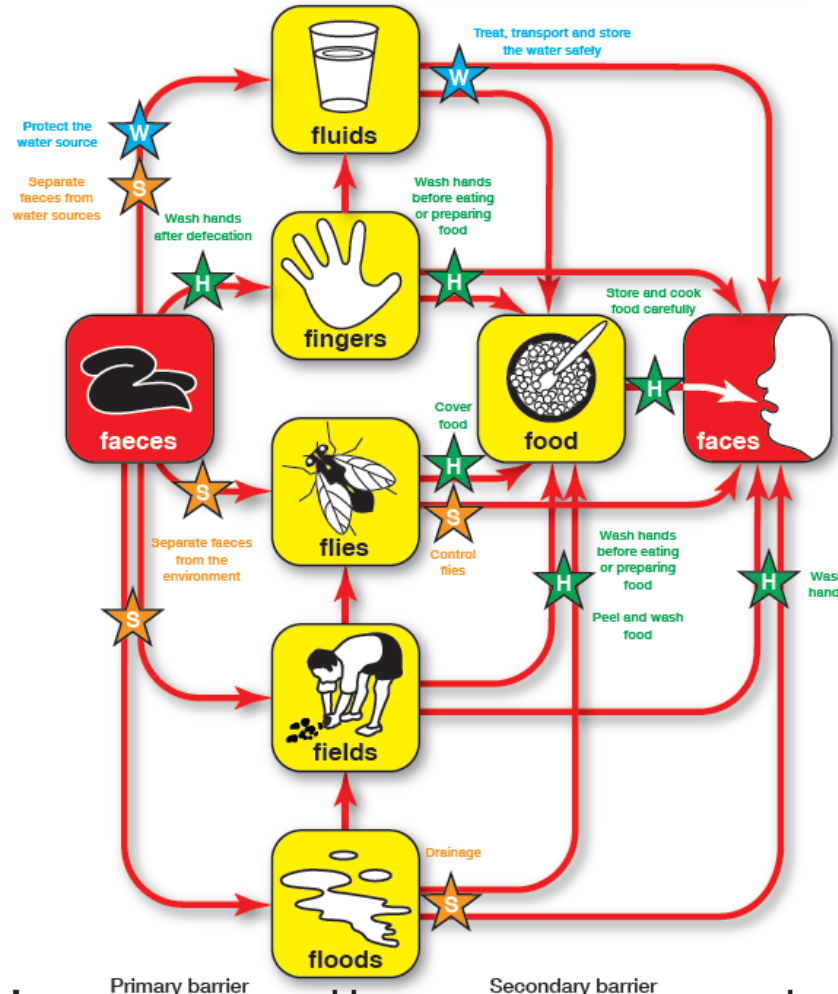 Treat, transport and store
the water safely
W
fluids
Protect the
water source
W
Separate
faeces from
water sources
S
Wash hands
after defecation
H
Wash hands
before eating
or preparing
food
H
fingers
Store and cook
food carefully
H
faeces
food
faces
Cover
food
H
S
Control
flies
S
Separate faeces
from the
environment
flies
S
Wash hands
before eating
or preparing
food
H
Peel and wash
food
H
hand
fields
Drainage
S
floods
Primary barrier
Secondary barrier